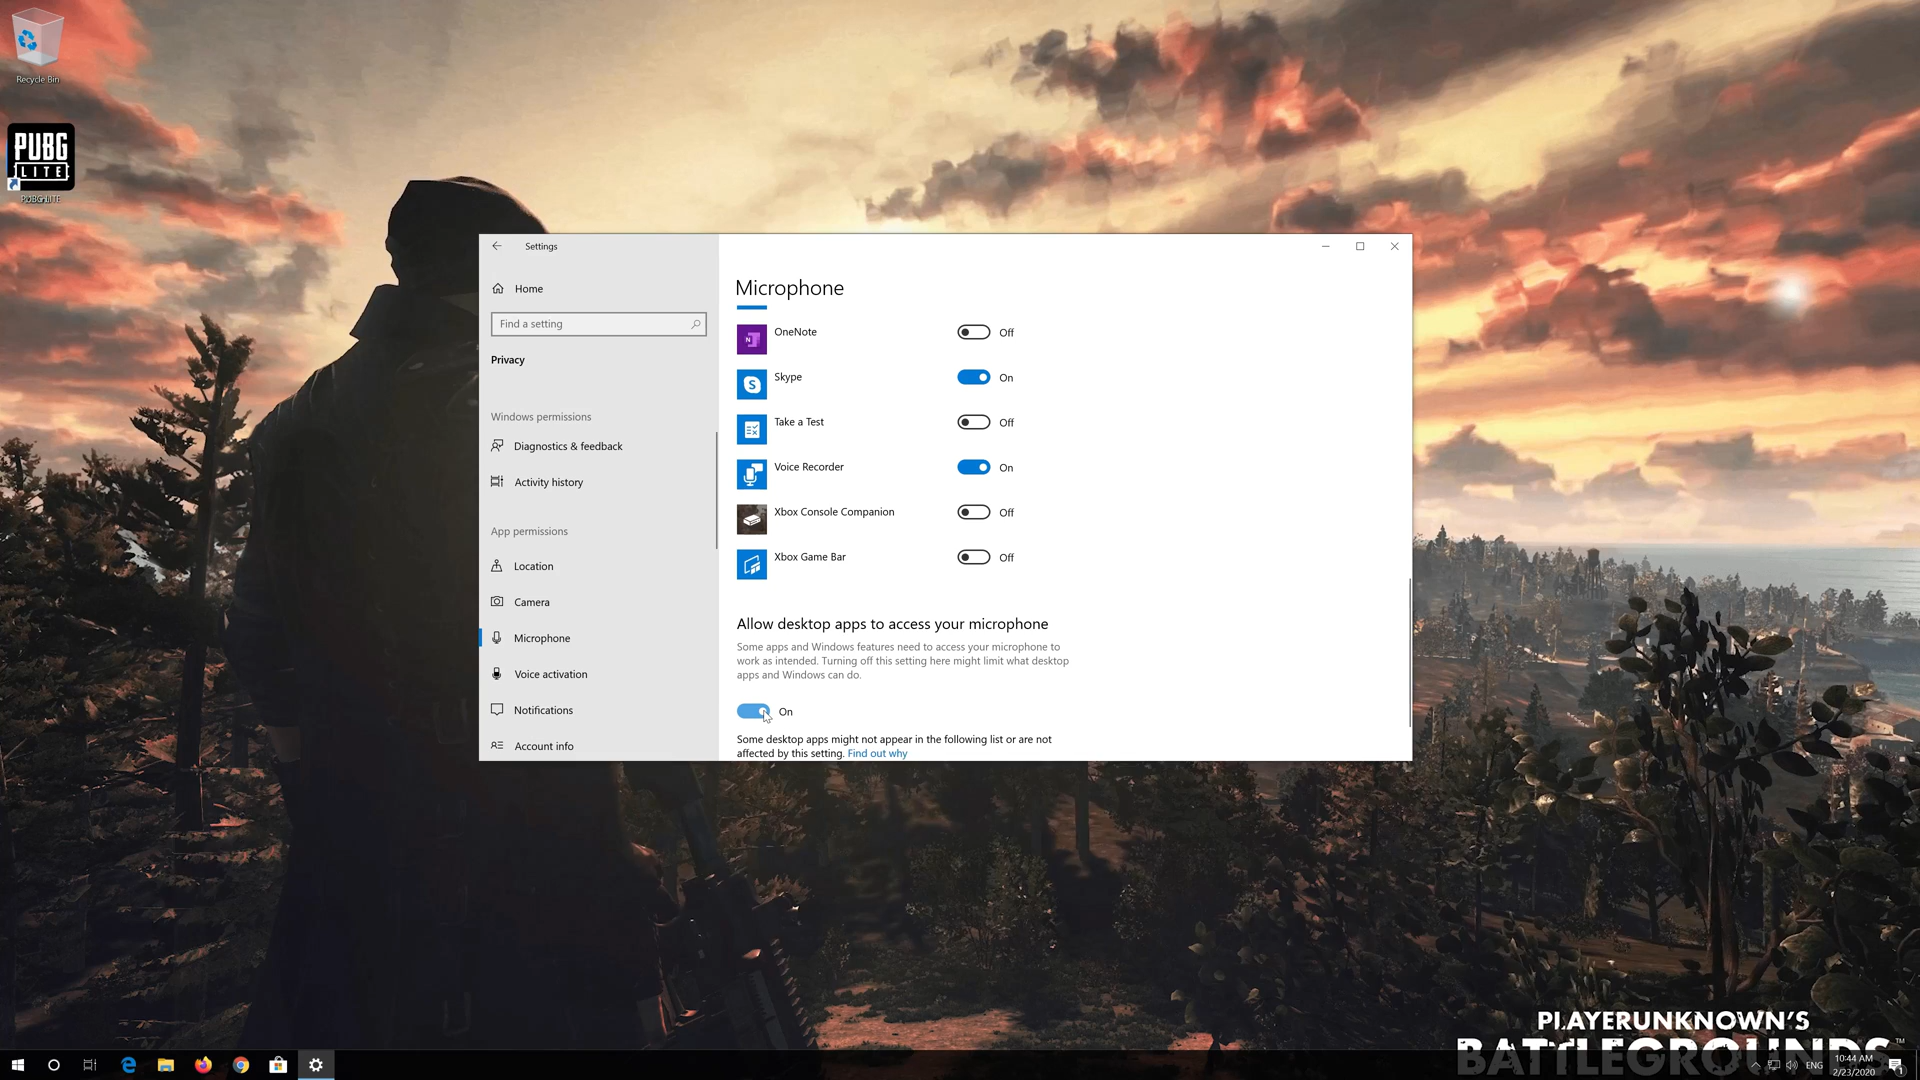 Recycle Bin
PUBG
LITE
PUBG LITE
Settings
Home
Find a setting
Privacy
Windows permissions
Diagnostics & feedback
Activity history
App permissions
Location
Camera
Microphone
Voice activation
Notifications
Account info
Microphone
OneNote
Off
Skype
On
Take a Test
Off
Voice Recorder
On
Xbox Console Companion
Off
Xbox Game Bar
Off
Allow desktop apps to access your microphone
Some apps and Windows features need to access your microphone to
work as intended. Turning off this setting here might limit what desktop
apps and Windows can do.
On
Some desktop apps might not appear in the following list or are not
affected by this setting. Find out why
PLAYERUNKNOWN'S
BATTLEGROUNDS™
ENG
10:44 AM
2/23/2020